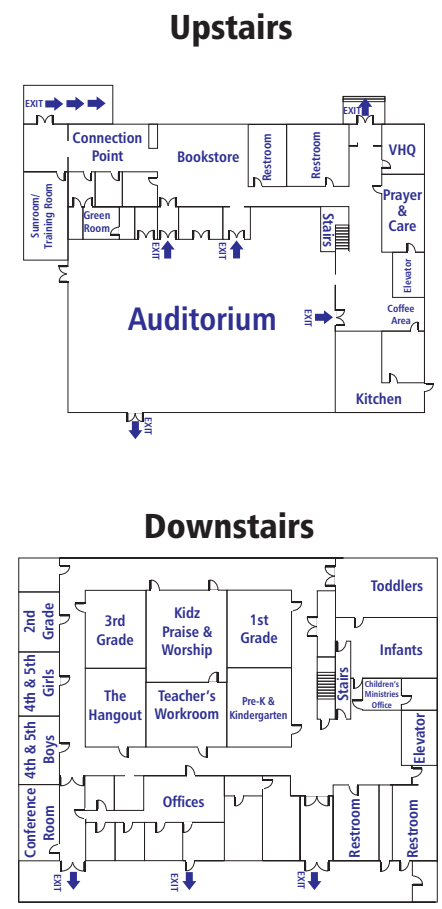 Upstairs
EXIT
EXIT
Connection
Point
Bookstore
Restroom
Restroom
VHQ
Sunroom/
Training Room
Green
Room
Prayer
&
Care
Stairs
EXIT
EXIT
Elevator
Auditorium
EXIT
Coffee
Area
Kitchen
EXIT
Downstairs
Toddlers
2nd
Grade
3rd
Grade
Kidz
Praise &
Worship
1st
Grade
Infants
4th & 5th
Girls
Stairs
Children's
Ministries
Office
The
Hangout
Teacher's
Workroom
Pre-K &
Kindergarten
4th & 5th
Boys
Elevator
Conference
Room
Offices
Restroom
Restroom
EXIT
EXIT
EXIT